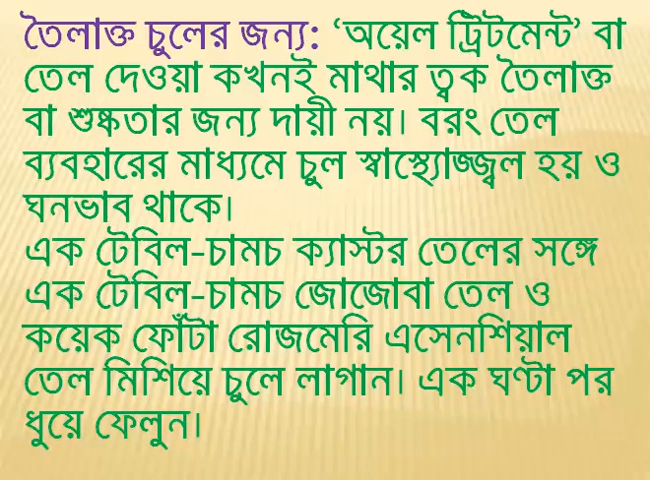 তৈলাক্ত চুলের জন্য: ‘অয়েল ট্রিটমেন্ট’ বা
তেল দেওয়া কখনই মাথার ত্বক তৈলাক্ত
বা শুষ্কতার জন্য দায়ী নয়। বরং তেল
ব্যবহারের মাধ্যমে চুল স্বাস্থ্যোজ্জ্বল হয় ও
ঘনভাব থাকে।
এক টেবিল-চামচ ক্যাস্টর তেলের সঙ্গে
এক টেবিল-চামচ জোজোবা তেল ও
কয়েক ফোঁটা রোজমেরি এসেনশিয়াল
তেল মিশিয়ে চুলে লাগান। এক ঘণ্টা পর
ধুয়ে ফেলুন।